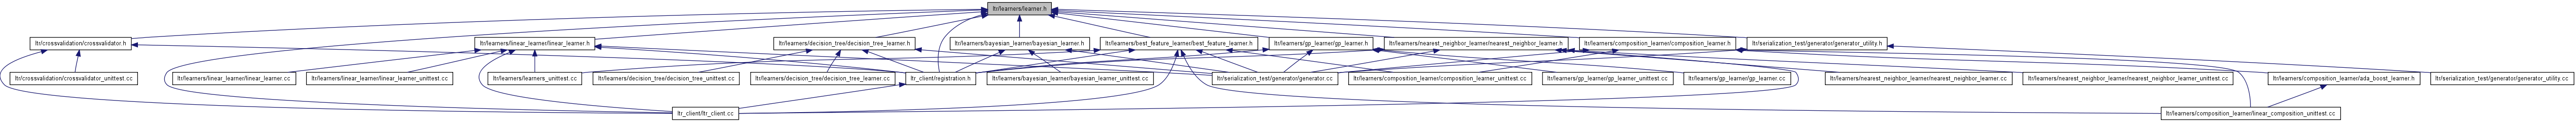 ltr/learners/learner.h
ltr/crossvalidation/crossvalidator.h
ltr/learners/linear_learner/linear_learner.h
ltr/learners/decision_tree/decision_tree_learner.h
ltr/learners/bayesian_learner/bayesian_learner.h
ltr/learners/best_feature_learner/best_feature_learner.h
ltr/learners/gp_learner/gp_learner.h
ltr/learners/nearest_neighbor_learner/nearest_neighbor_learner.h
ltr/learners/composition_learner/composition_learner.h
ltr/serialization_test/generator/generator_utility.h
ltr/crossvalidation/crossvalidator_unittest.cc
ltr/learners/linear_learner/linear_learner.cc
ltr/learners/linear_learner/linear_learner_unittest.cc
ltr/learners/learners_unittest.cc
ltr/learners/decision_tree/decision_tree_unittest.cc
ltr/learners/decision_tree/decision_tree_learner.cc
ltr_client/registration.h
ltr/learners/bayesian_learner/bayesian_learner_unittest.cc
ltr/serialization_test/generator/generator.cc
ltr/learners/composition_learner/composition_learner_unittest.cc
ltr/learners/gp_learner/gp_learner_unittest.cc
ltr/learners/gp_learner/gp_learner.cc
ltr/learners/nearest_neighbor_learner/nearest_neighbor_learner.cc
ltr/learners/nearest_neighbor_learner/nearest_neighbor_learner_unittest.cc
ltr/learners/composition_learner/ada_boost_learner.h
ltr/serialization_test/generator/generator_utility.cc
ltr_client/ltr_client.cc
ltr/learners/composition_learner/linear_composition_unittest.cc